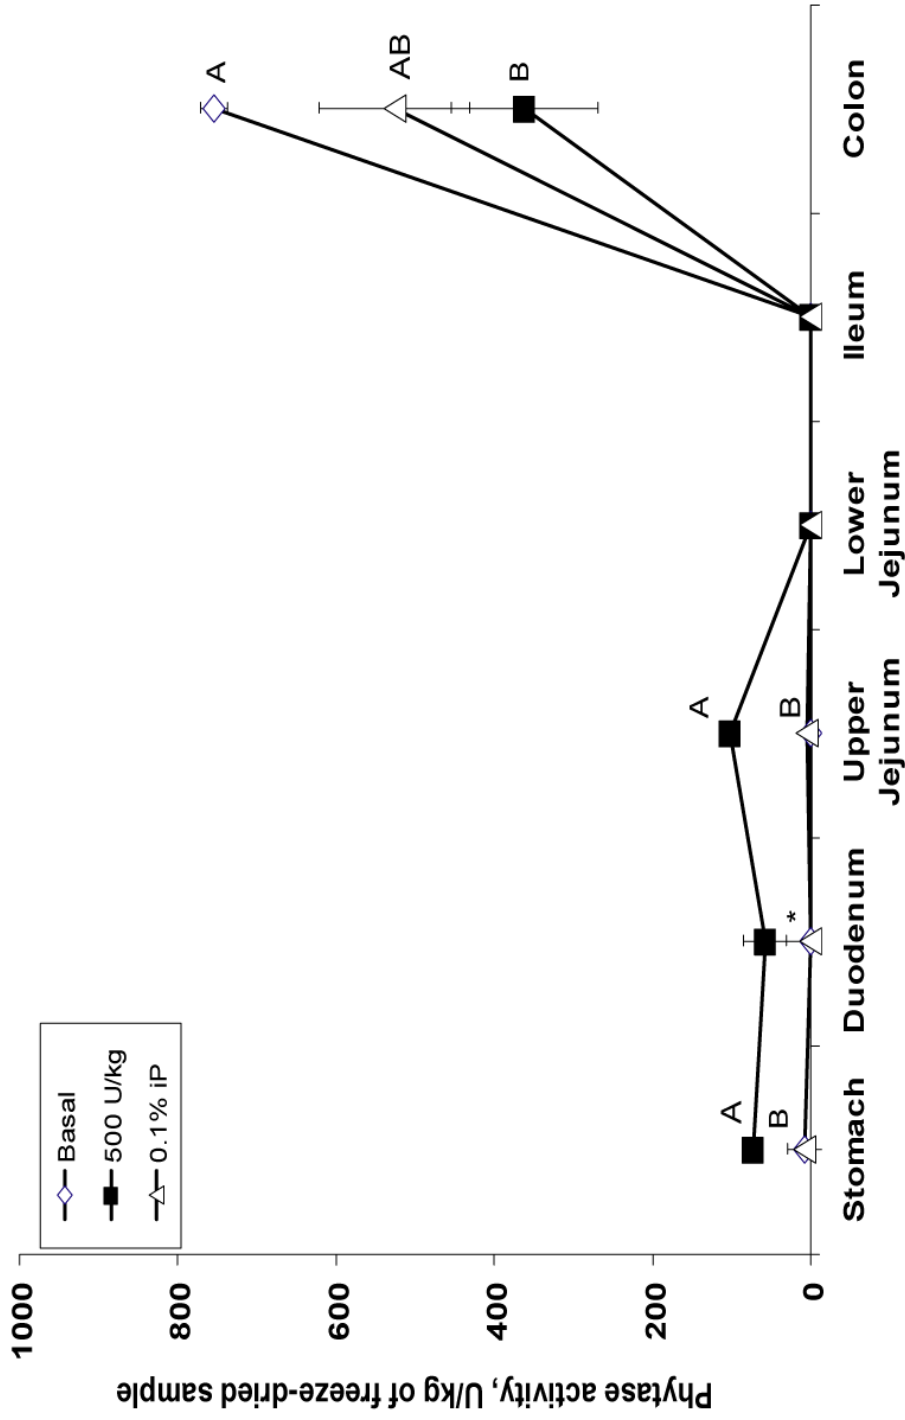 Phytase activity, U/kg of freeze-dried sample
1000
800
600
400
200
0
Basal
500 U/kg
0.1% iP
A
B
*
A
B
A
AB
B
Stomach
Duodenum
Upper
Jejunum
Lower
Jejunum
Ileum
Colon